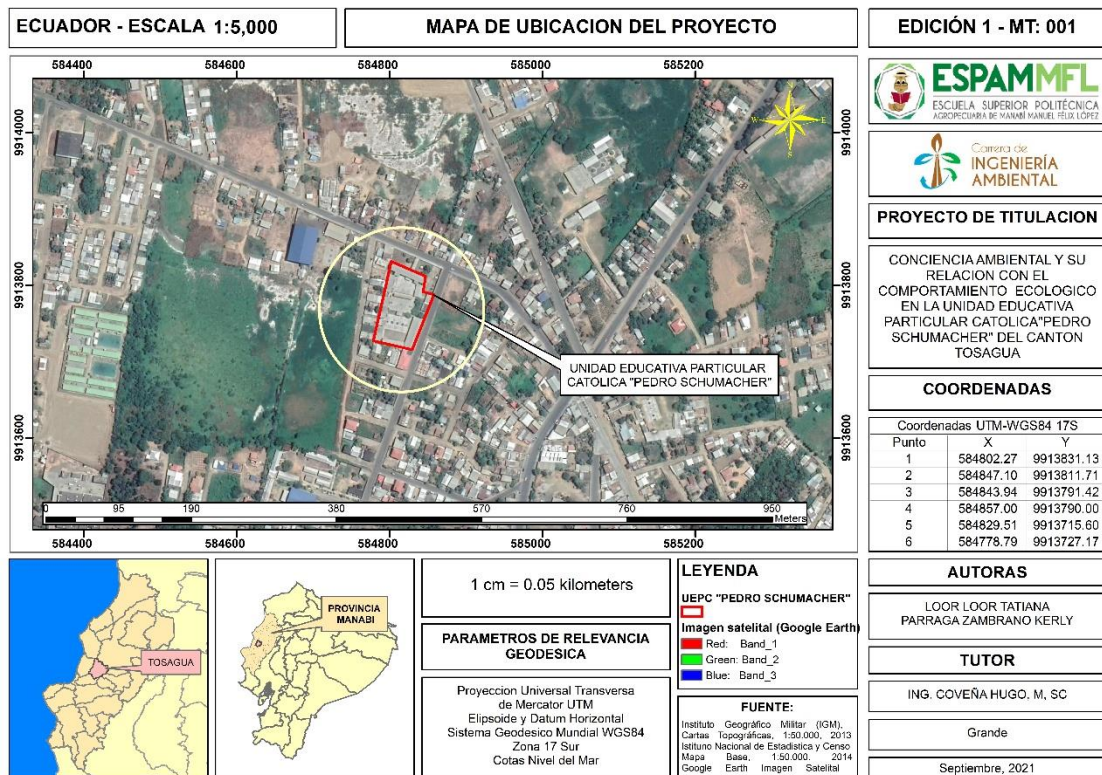 ECUADOR - ESCALA 1:5,000
MAPA DE UBICACION DEL PROYECTO
EDICIÓN 1 - MT: 001
584400 584600 584800 585000 585200
9914000
9913800
9913600
9914000
9913800
9913600
N
W E
S
UNIDAD EDUCATIVA PARTICULAR
CATOLICA "PEDRO SCHUMACHER"
0 95 190 380 570 760 950
Meters
584400 584600 584800 585000 585200
ESPAMMFL
ESCUELA SUPERIOR POLITÉCNICA
AGROPECUARIA DE MANABÍ MANUEL FÉLIX LÓPEZ
Carrera de
INGENIERÍA
AMBIENTAL
PROYECTO DE TITULACION
CONCIENCIA AMBIENTAL Y SU
RELACION CON EL
COMPORTAMIENTO ECOLOGICO
EN LA UNIDAD EDUCATIVA
PARTICULAR CATOLICA"PEDRO
SCHUMACHER" DEL CANTON
TOSAGUA
COORDENADAS
Coordenadas UTM-WGS84 17S
Punto X Y
1 584802.27 9913831.13
2 584847.10 9913811.71
3 584843.94 9913791.42
4 584857.00 9913790.00
5 584829.51 9913715.60
6 584778.79 9913727.17
TOSAGUA
PROVINCIA
MANABI
1 cm = 0.05 kilometers
PARAMETROS DE RELEVANCIA
GEODESICA
Proyeccion Universal Transversa
de Mercator UTM
Elipsoide y Datum Horizontal
Sistema Geodesico Mundial WGS84
Zona 17 Sur
Cotas Nivel del Mar
LEYENDA
UEPC "PEDRO SCHUMACHER"
Imagen satelital (Google Earth)
Red: Band_1
Green: Band_2
Blue: Band_3
FUENTE:
Instituto Geográfico Militar (IGM),
Cartas Topográficas, 1:50.000, 2013
Istituno Nacional de Estadistica y Censo
Mapa Base, 1:50.000. 2014
Google Earth Imagen Satelital
AUTORAS
LOOR LOOR TATIANA
PARRAGA ZAMBRANO KERLY
TUTOR
ING. COVEÑA HUGO. M, SC
Grande
Septiembre, 2021